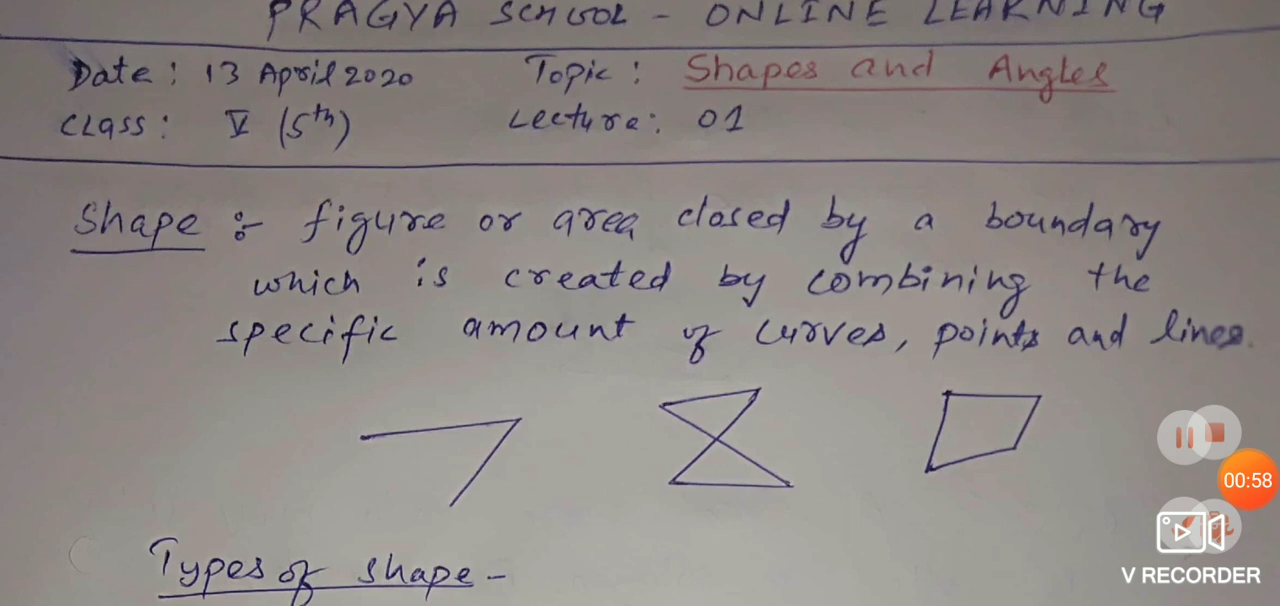 PRAGYA SCHOOL - ONLINE LEARNING
Date: 13 April 2020 Topic: Shapes and Angles
Class: V (5th) Lecture: 01
Shape :- figure or area closed by a boundary
which is created by combining the
specific amount of curves, points and lines.
00:58
Types of shape -
V RECORDER